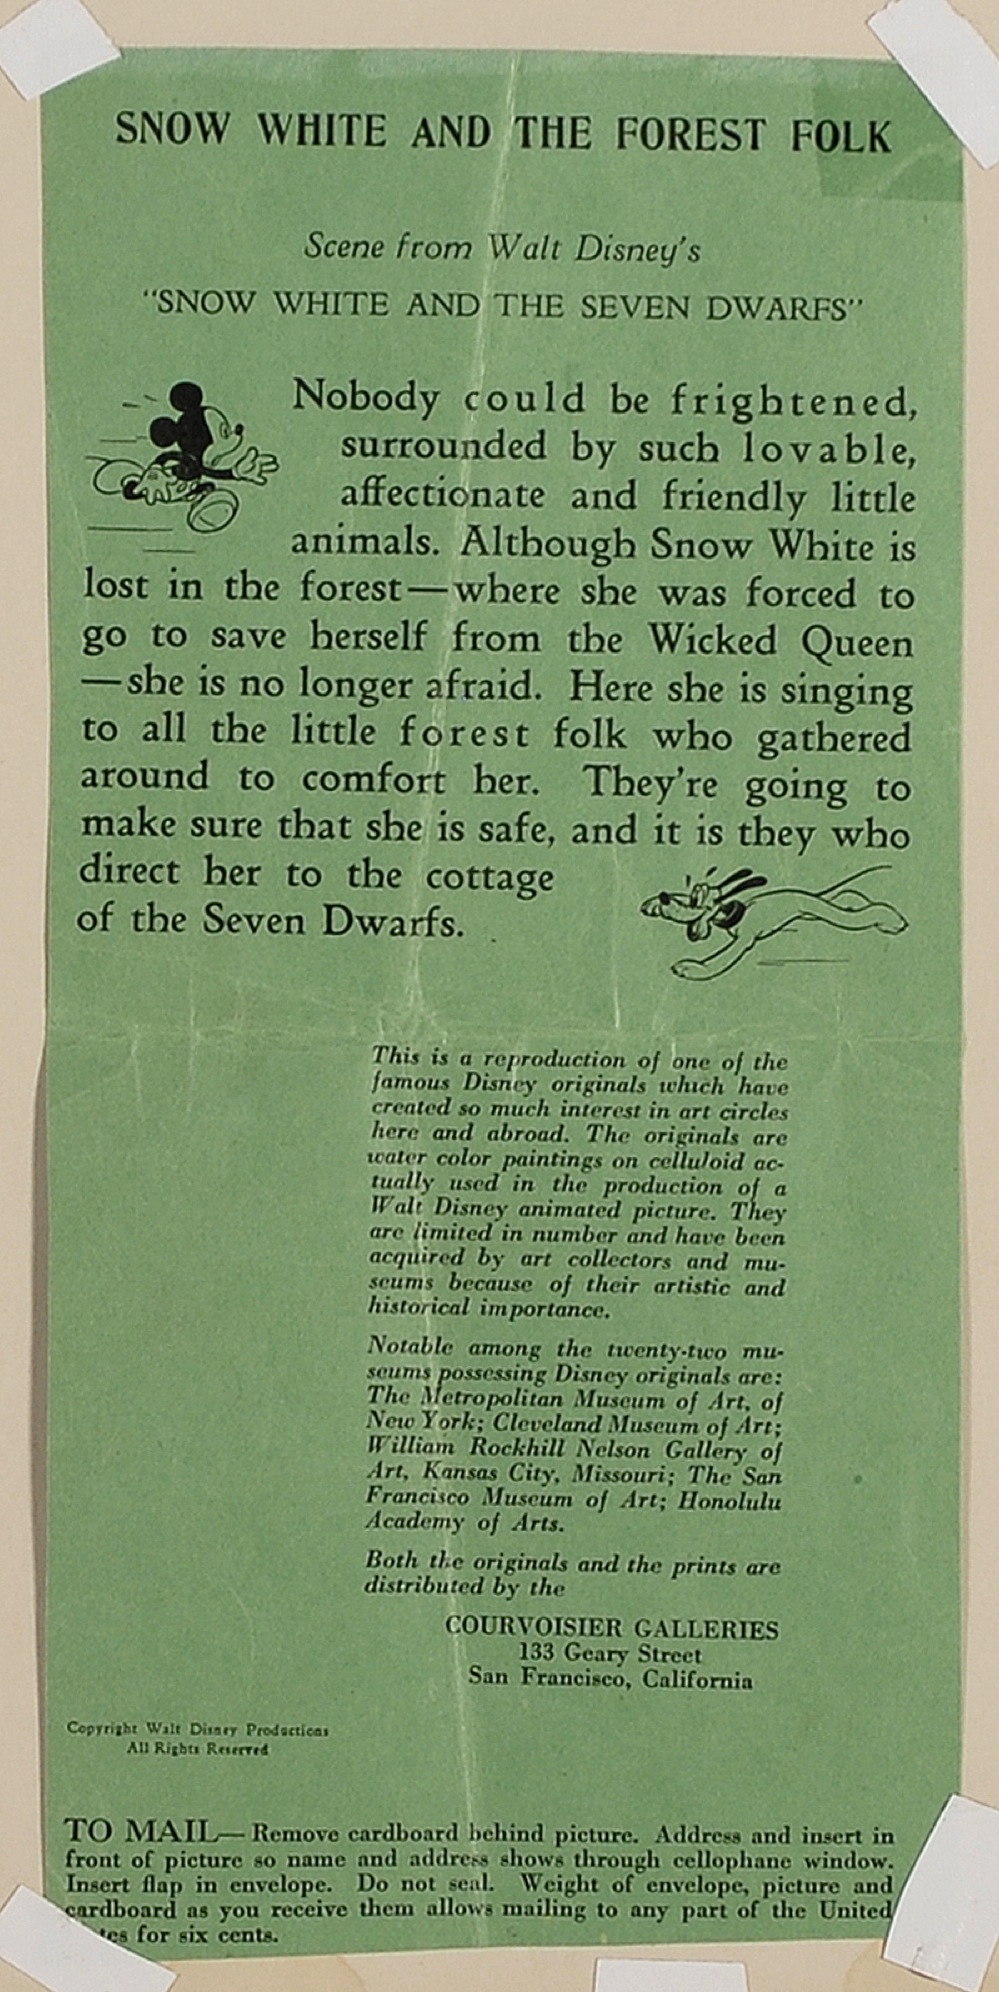 SNOW WHITE AND THE FOREST FOLK
Scene from Walt Disney's
"SNOW WHITE AND THE SEVEN DWARFS"
Nobody could be frightened,
surrounded by such lovable,
affectionate and friendly little
animals. Although Snow White is
lost in the forest—where she was forced to
go to save herself from the Wicked Queen
—she is no longer afraid. Here she is singing
to all the little forest folk who gathered
around to comfort her. They're going to
make sure that she is safe, and it is they who
direct her to the cottage
of the Seven Dwarfs.
This is a reproduction of one of the
famous Disney originals which have
created so much interest in art circles
here and abroad. The originals are
water color paintings on celluloid ac-
tually used in the production of a
Walt Disney animated picture. They
are limited in number and have been
acquired by art collectors and mu-
seums because of their artistic and
historical importance.
Notable among the twenty-two mu-
seums possessing Disney originals are:
The Metropolitan Museum of Art, of
New York; Cleveland Museum of Art;
William Rockhill Nelson Gallery of
Art, Kansas City, Missouri; The San
Francisco Museum of Art; Honolulu
Academy of Arts.
Both the originals and the prints are
distributed by the
COURVOISIER GALLERIES
133 Geary Street
San Francisco, California
Copyright Walt Disney Productions
All Rights Reserved
TO MAIL— Remove cardboard behind picture. Address and insert in
front of picture so name and address shows through cellophane window.
Insert flap in envelope. Do not seal. Weight of envelope, picture and
cardboard as you receive them allows mailing to any part of the United
tes for six cents.